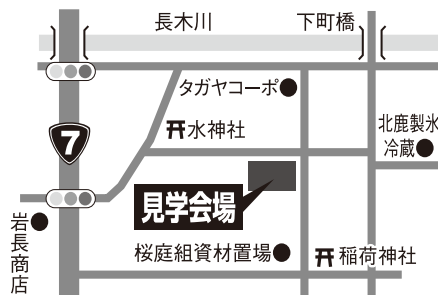 長木川
下町橋
タガヤコーポ
水神社
北鹿製氷
冷蔵
7
見学会場
岩長商店
桜庭組資材置場
稲荷神社